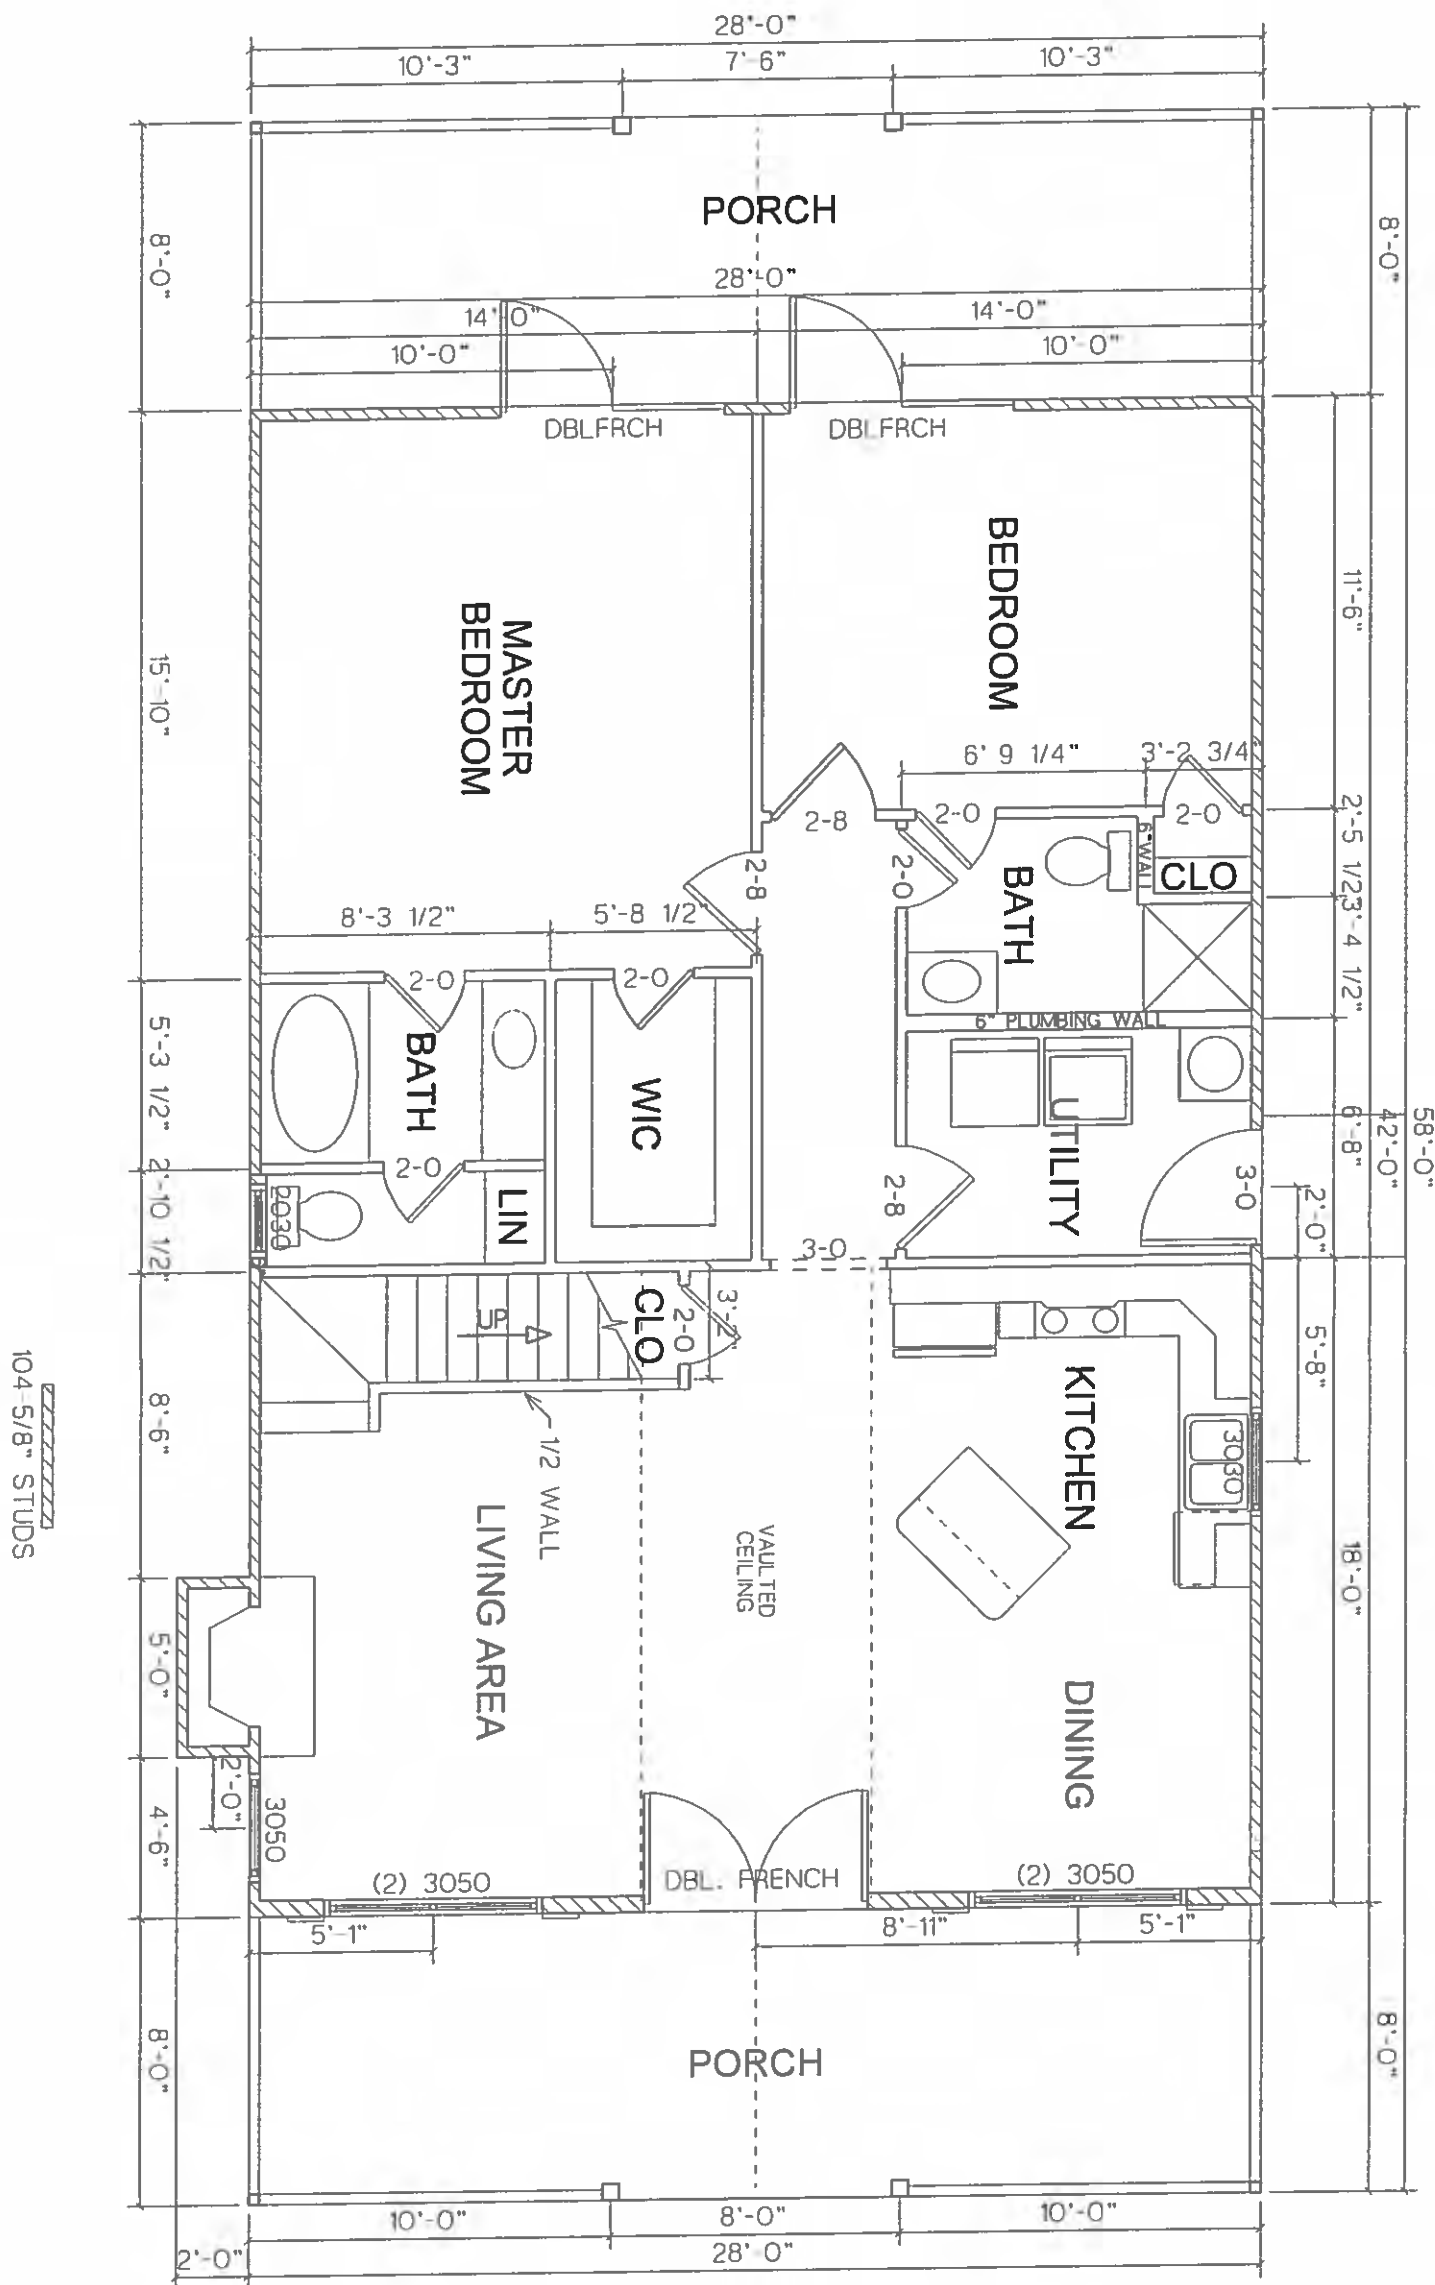 28'-0"
10'-3" 7'-6" 10'-3"
PORCH
8'-0"
8'-0"
28'-0"
14'-0" 14'-0"
10'-0" 10'-0"
DBLFRCH DBLFRCH
BEDROOM
11'-6"
MASTER
BEDROOM
15'-10"
6' 9 1/4" 3'-2 3/4"
2-8 2-0 2-0
2'-5 1/2"
6" WALL
2-8 2-0
BATH
CLO
8'-3 1/2" 5'-8 1/2"
3'-4 1/2"
2-0 2-0
6" PLUMBING WALL
5'-3 1/2"
BATH
WIC
UTILITY
6'-8"
42'-0"
58'-0"
2-0
2-8
3-0
2'-0"
2'-10 1/2"
2030
LIN
3-0
UP
CLO
2-0
3'-2"
5'-8"
KITCHEN
3030
8'-6"
1/2 WALL
LIVING AREA
VAULTED
CEILING
18'-0"
104-5/8" STUDS
DINING
5'-0"
2'-0"
4'-6"
3050
(2) 3050
DBL. FRENCH
(2) 3050
5'-1" 8'-11" 5'-1"
PORCH
8'-0"
8'-0"
10'-0" 8'-0" 10'-0"
2'-0" 28'-0"